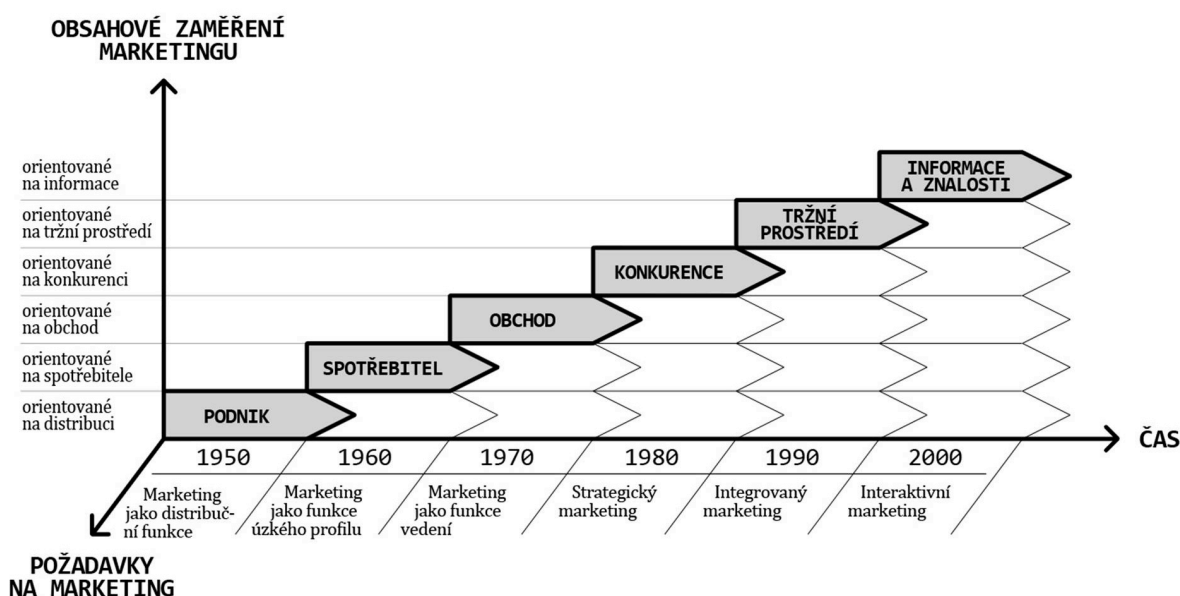 OBSAHOVÉ ZAMĚŘENÍ
MARKETINGU
orientované
na informace
INFORMACE
A ZNALOSTI
orientované
na tržní prostředí
TRŽNÍ
PROSTŘEDÍ
orientované
na konkurenci
KONKURENCE
orientované
na obchod
OBCHOD
orientované
na spotřebitele
SPOTŘEBITEL
orientované
na distribuci
PODNIK
ČAS
1950 1960 1970 1980 1990 2000
Marketing
jako distribuč-
ní funkce
Marketing
jako funkce
úzkého profilu
Marketing
jako funkce
vedení
Strategický
marketing
Integrovaný
marketing
Interaktivní
marketing
POŽADAVKY
NA MARKETING